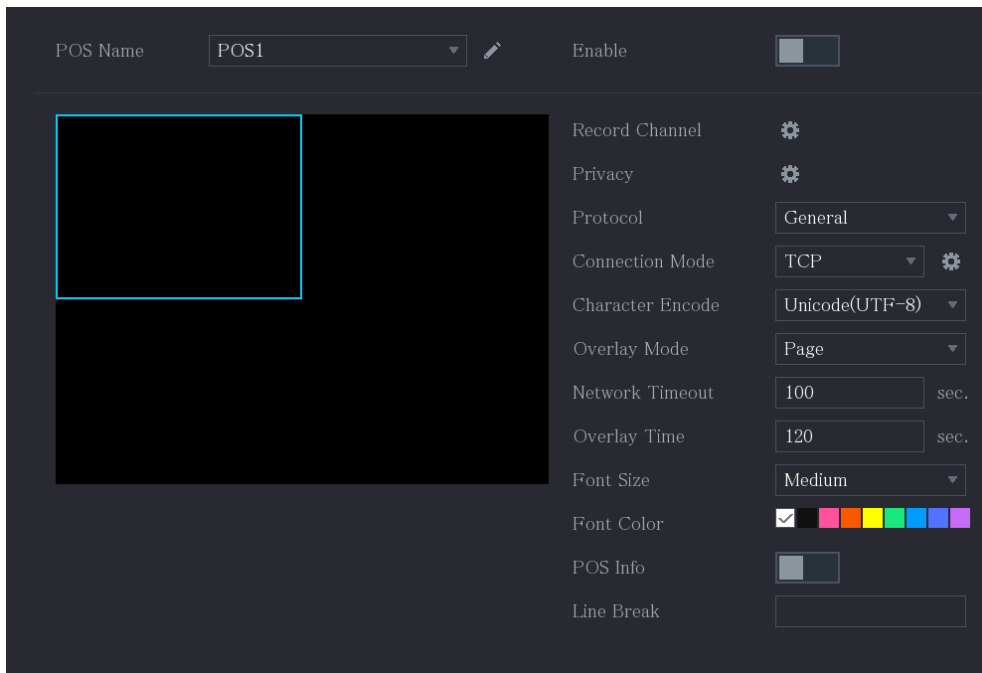 POS Name POS1 Enable
Record Channel
Privacy
Protocol General
Connection Mode TCP
Character Encode Unicode(UTF-8)
Overlay Mode Page
Network Timeout 100 sec.
Overlay Time 120 sec.
Font Size Medium
Font Color
POS Info
Line Break